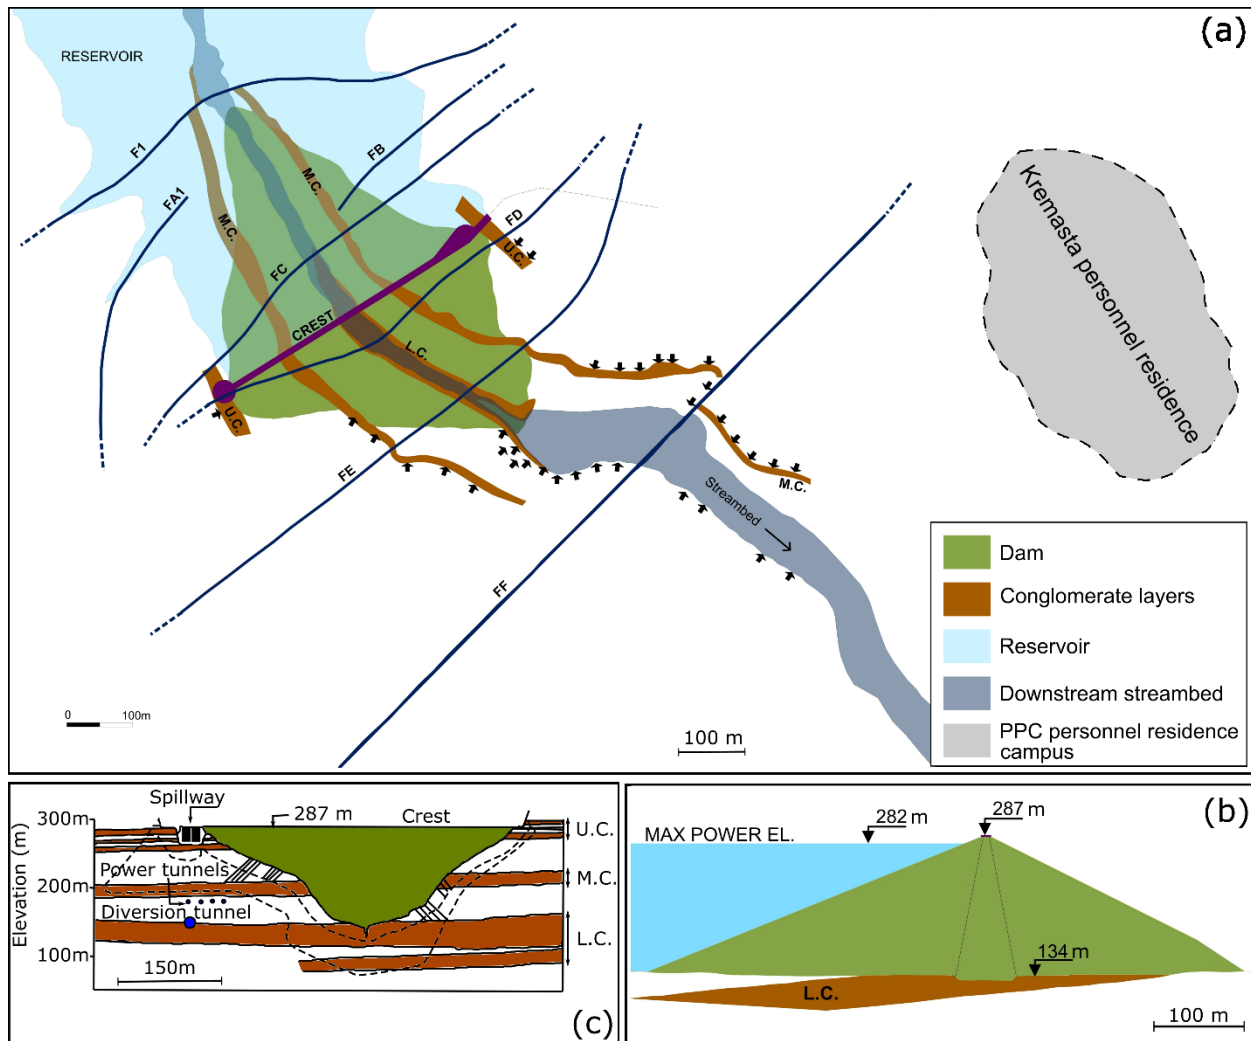 (a)
RESERVOIR
F1
FB
FA1
M.C.
M.C.
FD
U.C.
FC
CREST
L.C.
U.C.
FE
M.C.
Streambed
FF
Kremasta personnel residence
0 100m
100 m
Dam
Conglomerate layers
Reservoir
Downstream streambed
PPC personnel residence
campus
Spillway
287 m
Crest
Elevation (m)
300m
200m
100m
U.C.
M.C.
L.C.
Power tunnels
Diversion tunnel
150m
(c)
(b)
MAX POWER EL.
282 m
287 m
134 m
L.C.
100 m